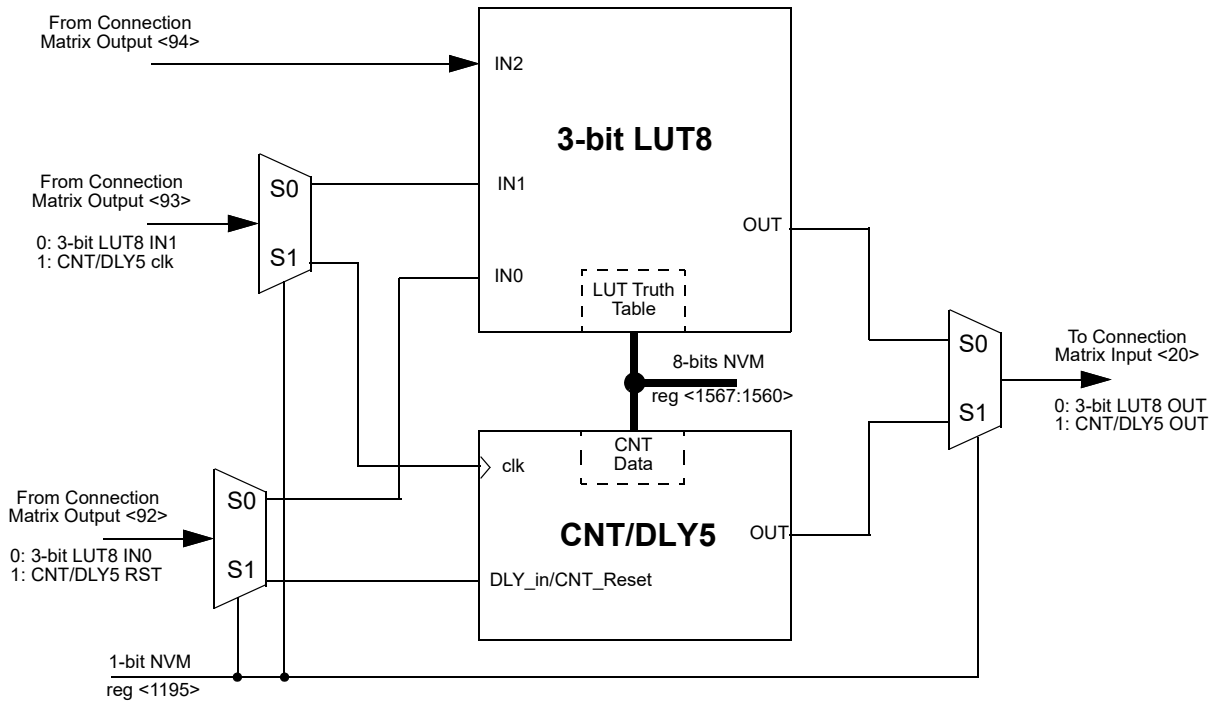 From Connection
Matrix Output <94>
IN2
3-bit LUT8
From Connection
Matrix Output <93>
0: 3-bit LUT8 IN1
1: CNT/DLY5 clk
S0
S1
IN1
IN0
OUT
LUT Truth
Table
8-bits NVM
reg <1567:1560>
S0
S1
To Connection
Matrix Input <20>
0: 3-bit LUT8 OUT
1: CNT/DLY5 OUT
CNT
Data
clk
CNT/DLY5
OUT
DLY_in/CNT_Reset
From Connection
Matrix Output <92>
0: 3-bit LUT8 IN0
1: CNT/DLY5 RST
S0
S1
1-bit NVM
reg <1195>